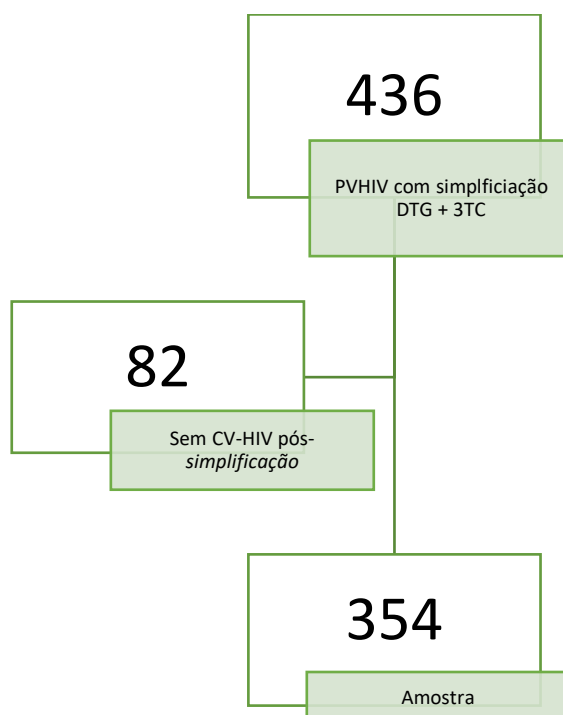 436
PVHIV com simplficiação
DTG + 3TC
82
Sem CV-HIV pós-
simplificação
354
Amostra